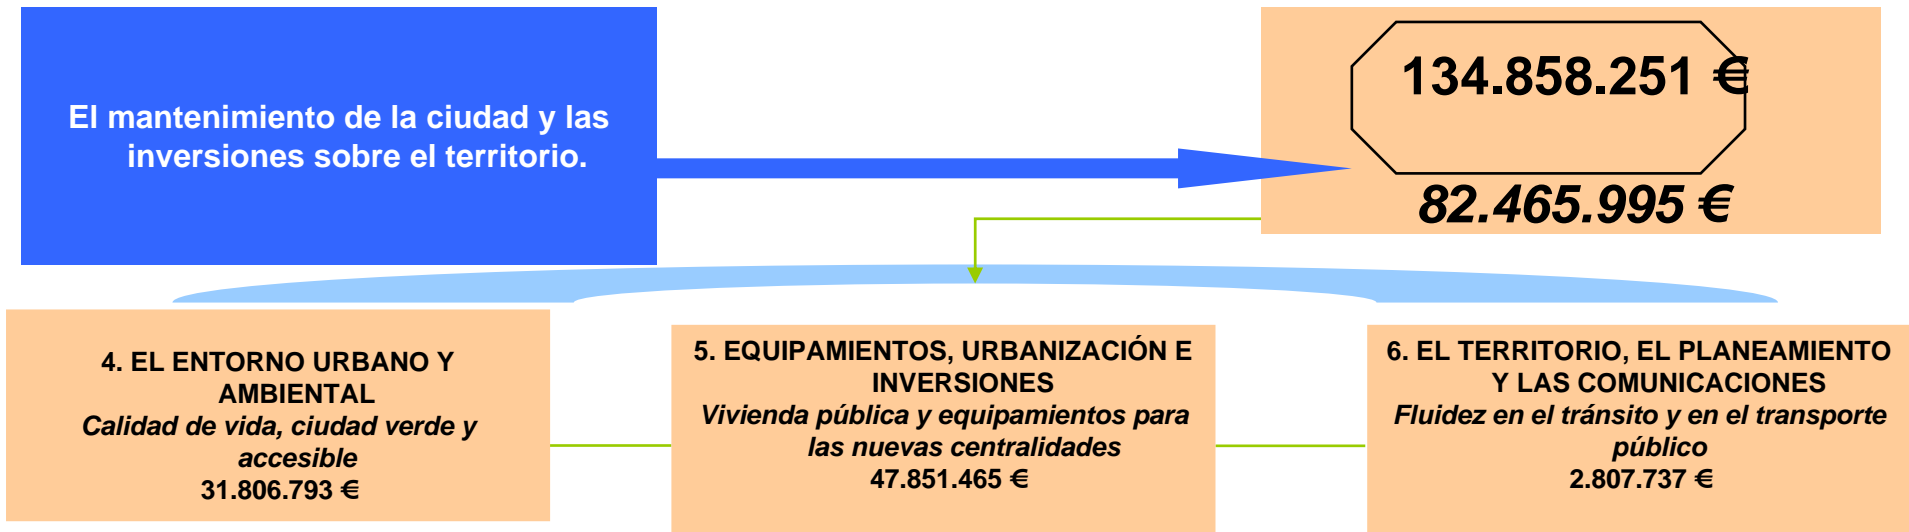 El mantenimiento de la ciudad y las
inversiones sobre el territorio.
134.858.251 €
82.465.995 €
4. EL ENTORNO URBANO Y
AMBIENTAL
Calidad de vida, ciudad verde y
accesible
31.806.793 €
5. EQUIPAMIENTOS, URBANIZACIÓN E
INVERSIONES
Vivienda pública y equipamientos para
las nuevas centralidades
47.851.465 €
6. EL TERRITORIO, EL PLANEAMIENTO
Y LAS COMUNICACIONES
Fluidez en el tránsito y en el transporte
público
2.807.737 €